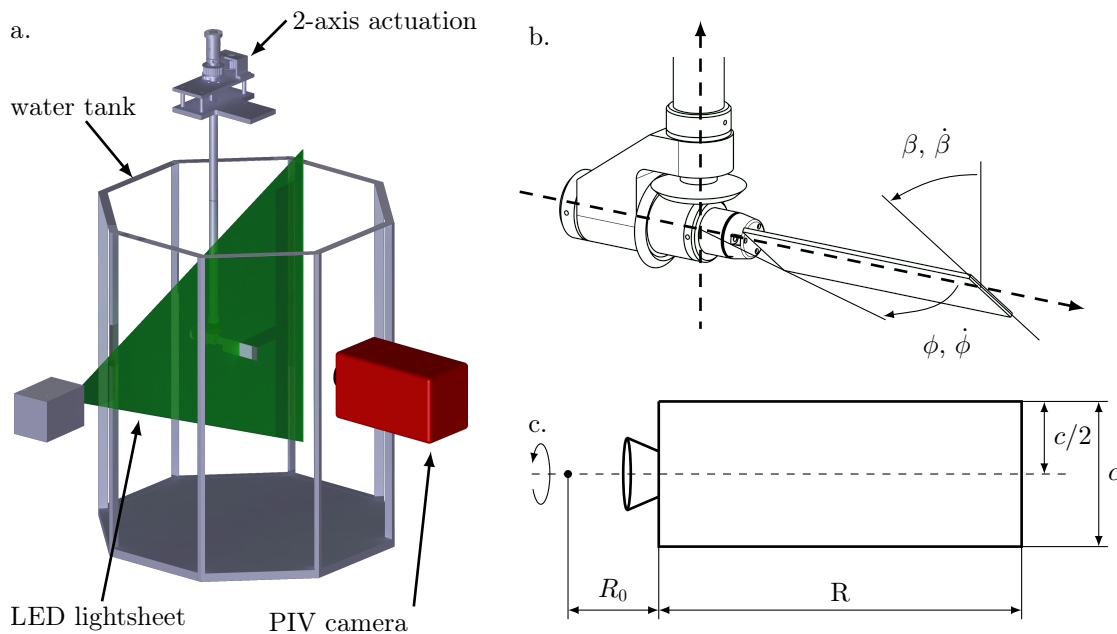 a.
2-axis actuation
water tank
LED lightsheet
PIV camera
b.
β, β̇
ϕ, ϕ̇
c.
c/2
c
R₀
R